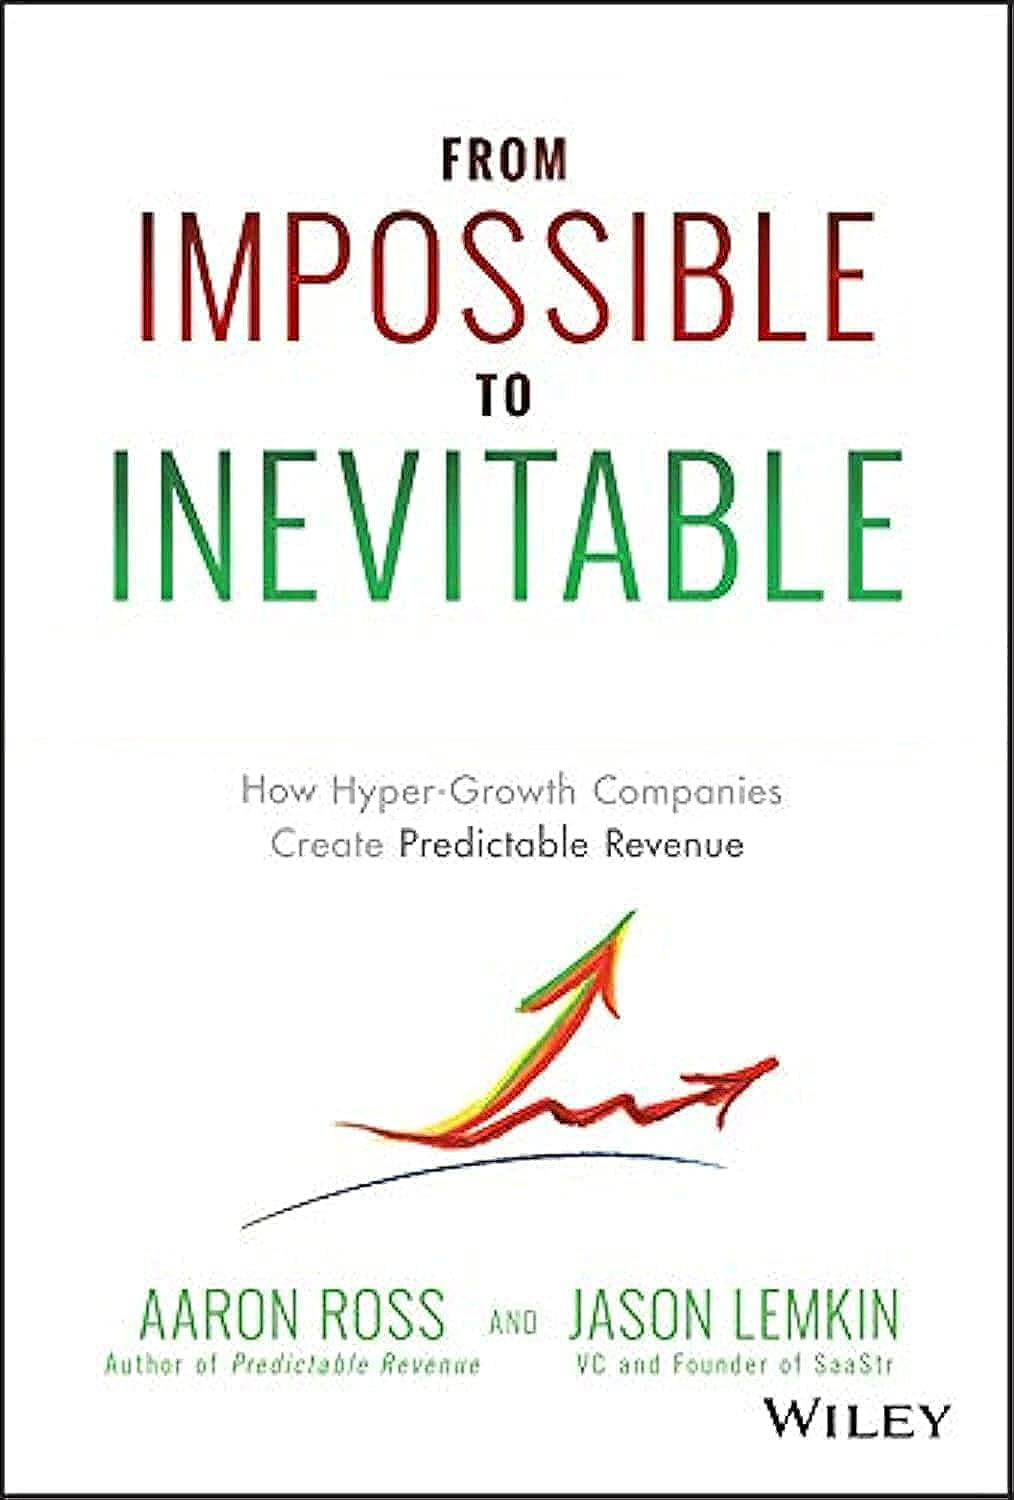 FROM
IMPOSSIBLE
TO
INEVITABLE
How Hyper-Growth Companies
Create Predictable Revenue
AARON ROSS AND JASON LEMKIN
Author of Predictable Revenue VC and Founder of SaaStr
WILEY